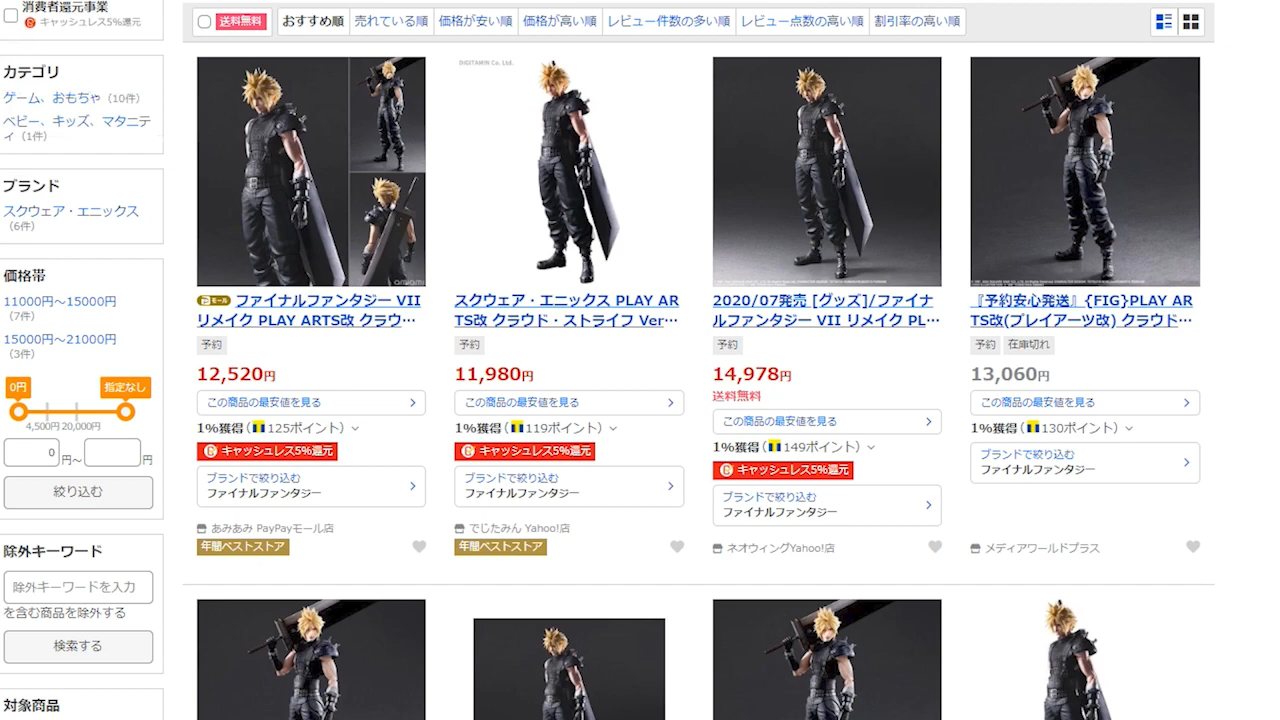 消費者還元事業
キャッシュレス5%還元
カテゴリ
ゲーム、おもちゃ（10件）
ベビー、キッズ、マタニテ
ィ（1件）
ブランド
スクウェア・エニックス
（6件）
価格帯
11000円～15000円
（7件）
15000円～21000円
（3件）
0円 指定なし
4,500円 20,000円
0 円～ 円
絞り込む
除外キーワード
除外キーワードを入力
を含む商品を除外する
検索する
対象商品
送料無料 おすすめ順 売れている順 価格が安い順 価格が高い順 レビュー件数の多い順 レビュー点数の高い順 割引率の高い順
amiami
モール ファイナルファンタジー VII
リメイク PLAY ARTS改 クラウ…
予約
12,520円
この商品の最安値を見る
1%獲得（125ポイント）
キャッシュレス5%還元
ブランドで絞り込む
ファイナルファンタジー
あみあみ PayPayモール店
年間ベストストア
DIGITAMIN Co. Ltd.
スクウェア・エニックス PLAY AR
TS改 クラウド・ストライフ Ver…
予約
11,980円
この商品の最安値を見る
1%獲得（119ポイント）
キャッシュレス5%還元
ブランドで絞り込む
ファイナルファンタジー
でじたみん Yahoo!店
年間ベストストア
2020/07発売 [グッズ]/ファイナ
ルファンタジー VII リメイク PL…
予約
14,978円
送料無料
この商品の最安値を見る
1%獲得（149ポイント）
キャッシュレス5%還元
ブランドで絞り込む
ファイナルファンタジー
ネオウィングYahoo!店
『予約安心発送』{FIG}PLAY AR
TS改(プレイアーツ改) クラウド…
予約 在庫切れ
13,060円
この商品の最安値を見る
1%獲得（130ポイント）
ブランドで絞り込む
ファイナルファンタジー
メディアワールドプラス